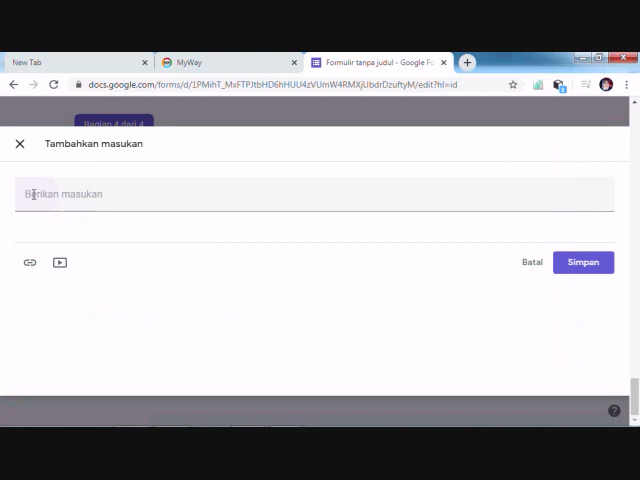 New Tab
MyWay
Formulir tanpa judul - Google Fo
docs.google.com/forms/d/1PMihT_MxFTPJtbHD6hHUU4zVUmW4RMXjUbdrDzuftyM/edit?hl=id
Bagian 4 dari 4
Tambahkan masukan
Berikan masukan
Batal
Simpan